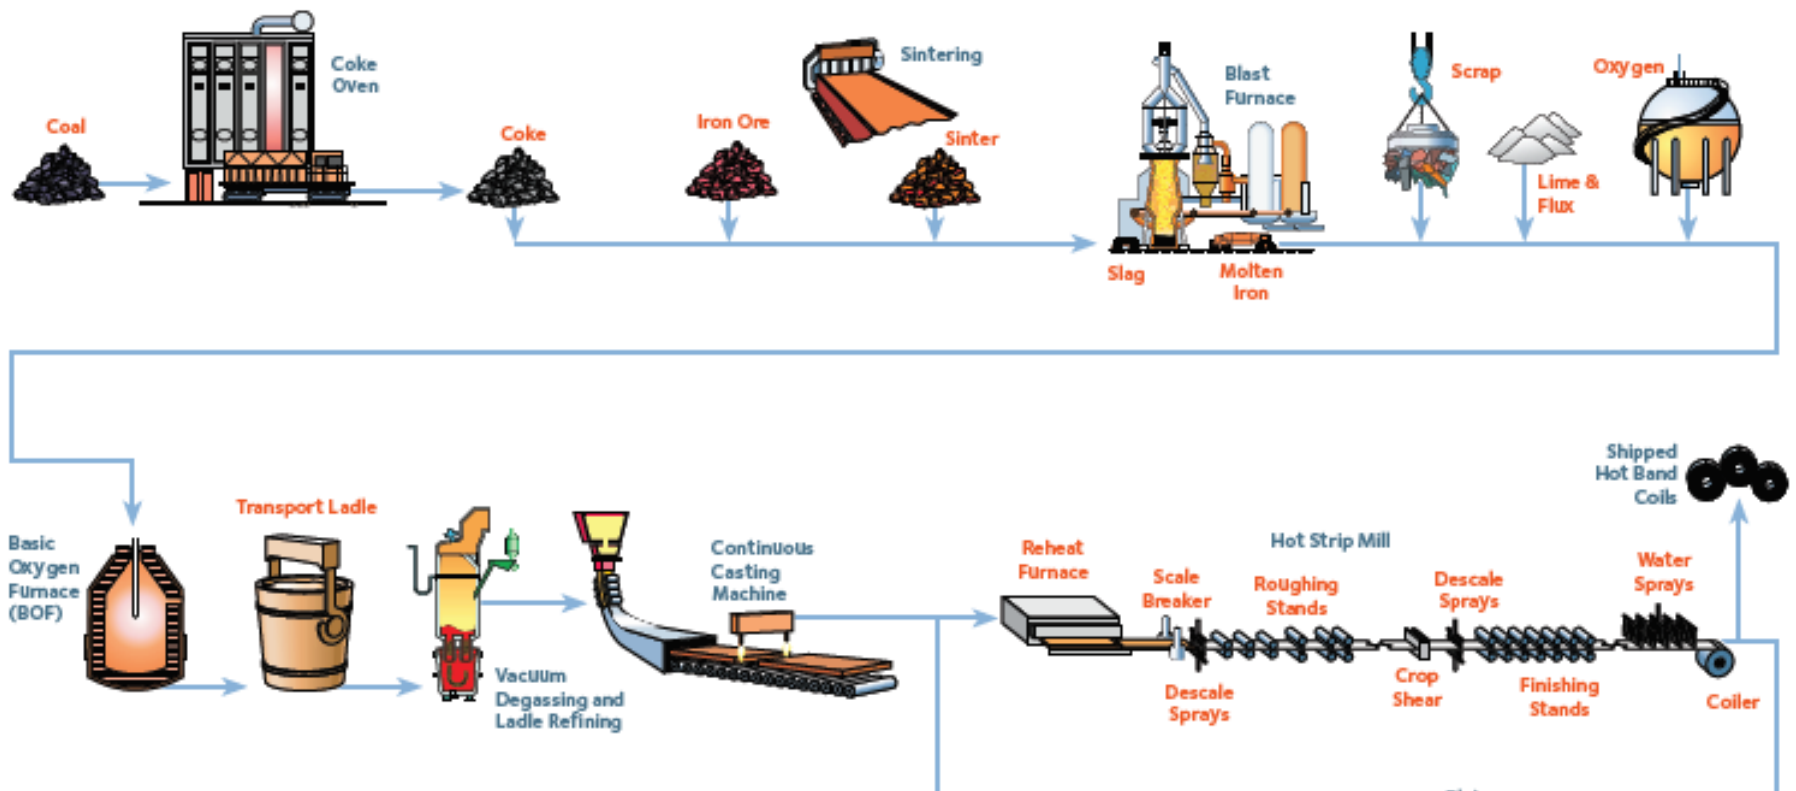 Coal
Coke
Oven
Coke
Iron Ore
Sintering
Sinter
Blast
Furnace
Slag
Molten
Iron
Scrap
Lime &
Flux
Oxygen
Basic
Oxygen
Furnace
(BOF)
Transport Ladle
Vacuum
Degassing and
Ladle Refining
Continuous
Casting
Machine
Reheat
Furnace
Hot Strip Mill
Scale
Breaker
Descale
Sprays
Roughing
Stands
Crop
Shear
Descale
Sprays
Finishing
Stands
Water
Sprays
Coiler
Shipped
Hot Band
Coils